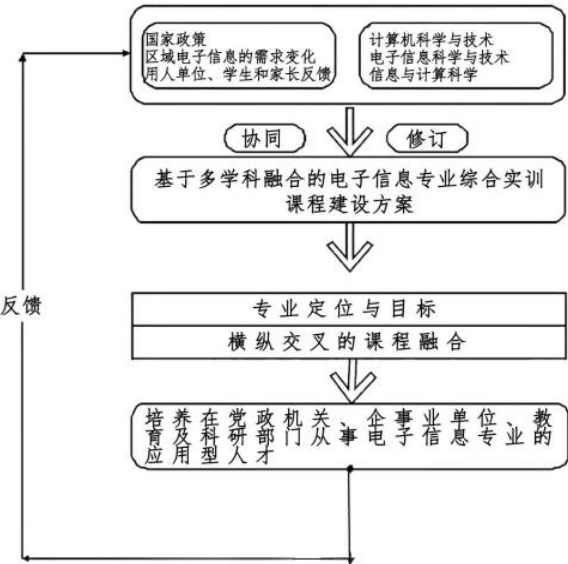 国家政策
区域电子信息的需求变化
用人单位、学生和家长反馈
计算机科学与技术
电子信息科学与技术
信息与计算科学
协同
修订
基于多学科融合的电子信息专业综合实训
课程建设方案
反馈
专业定位与目标
横纵交叉的课程融合
培养在党政机关、企事业单位、教
育及科研部门从事电子信息专业的
应用型人才